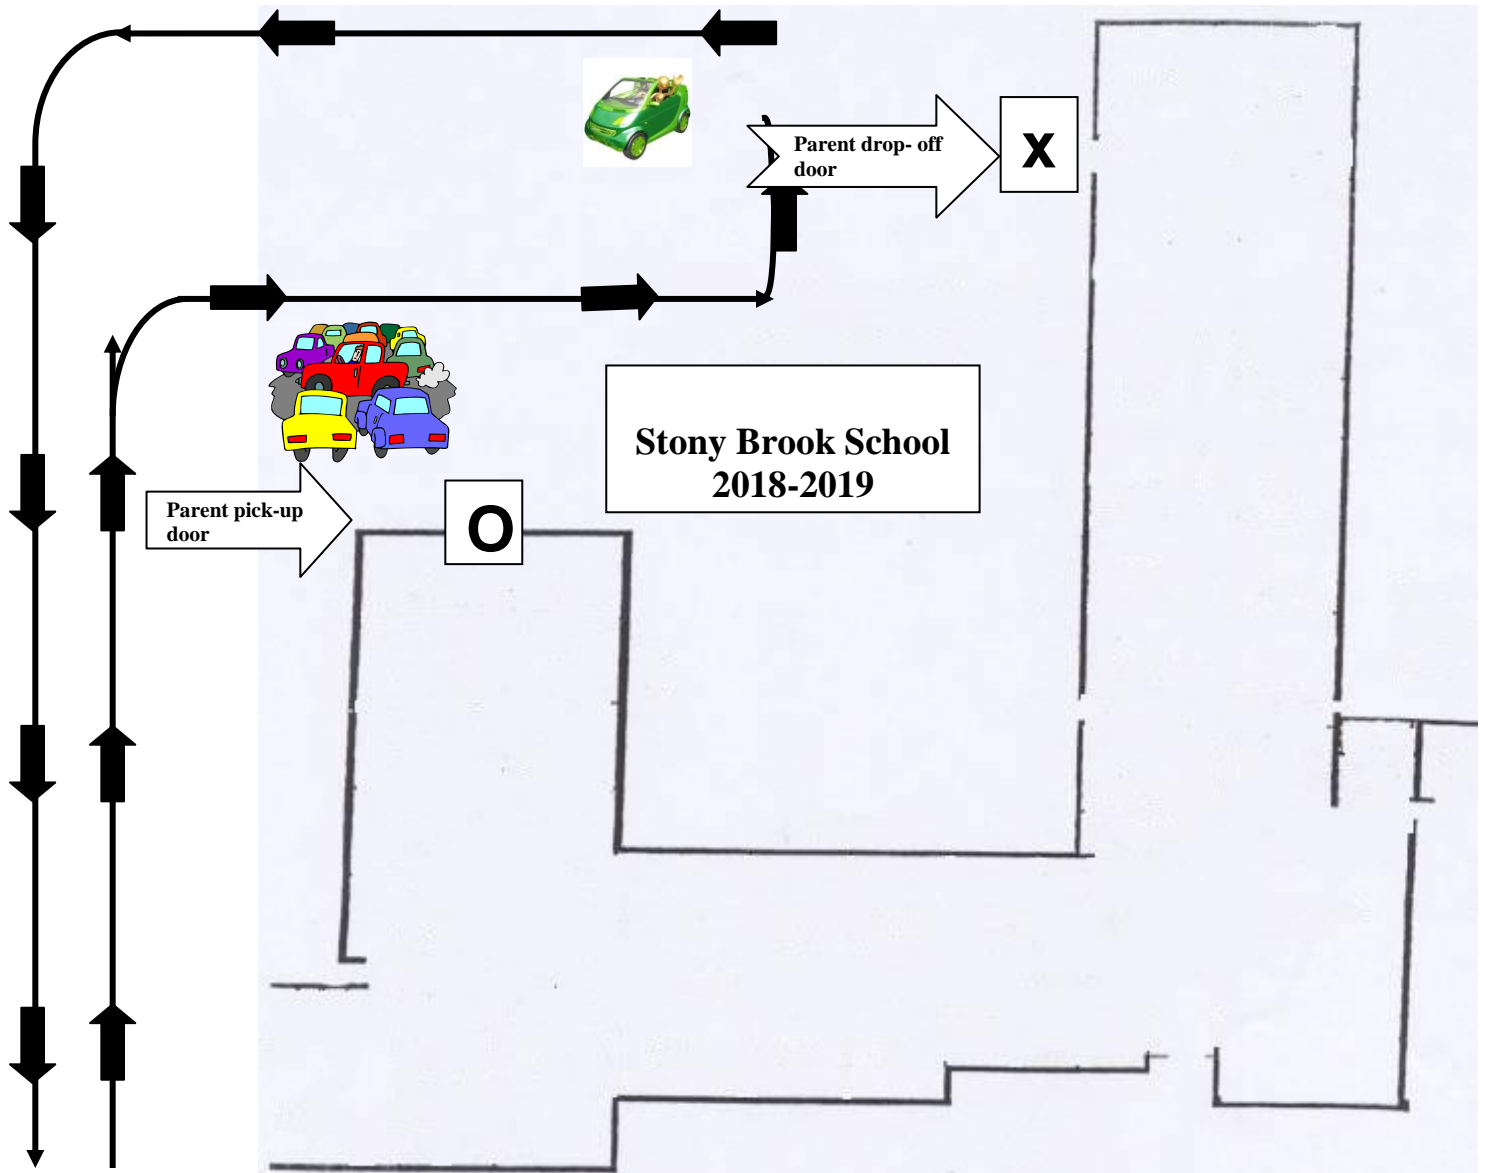 Parent drop- off
door
X
Stony Brook School
2018-2019
Parent pick-up
door
O